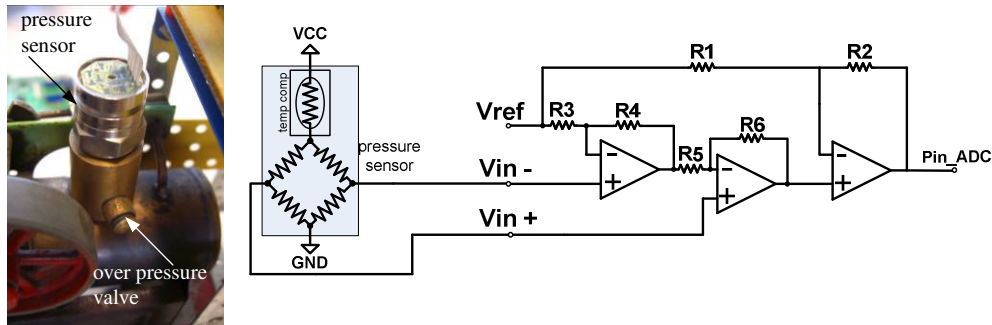 pressure
sensor
over pressure
valve
VCC
temp comp
pressure
sensor
GND
Vref
Vin -
Vin +
R1
R2
R3
R4
R5
R6
-
+
-
+
-
+
Pin_ADC